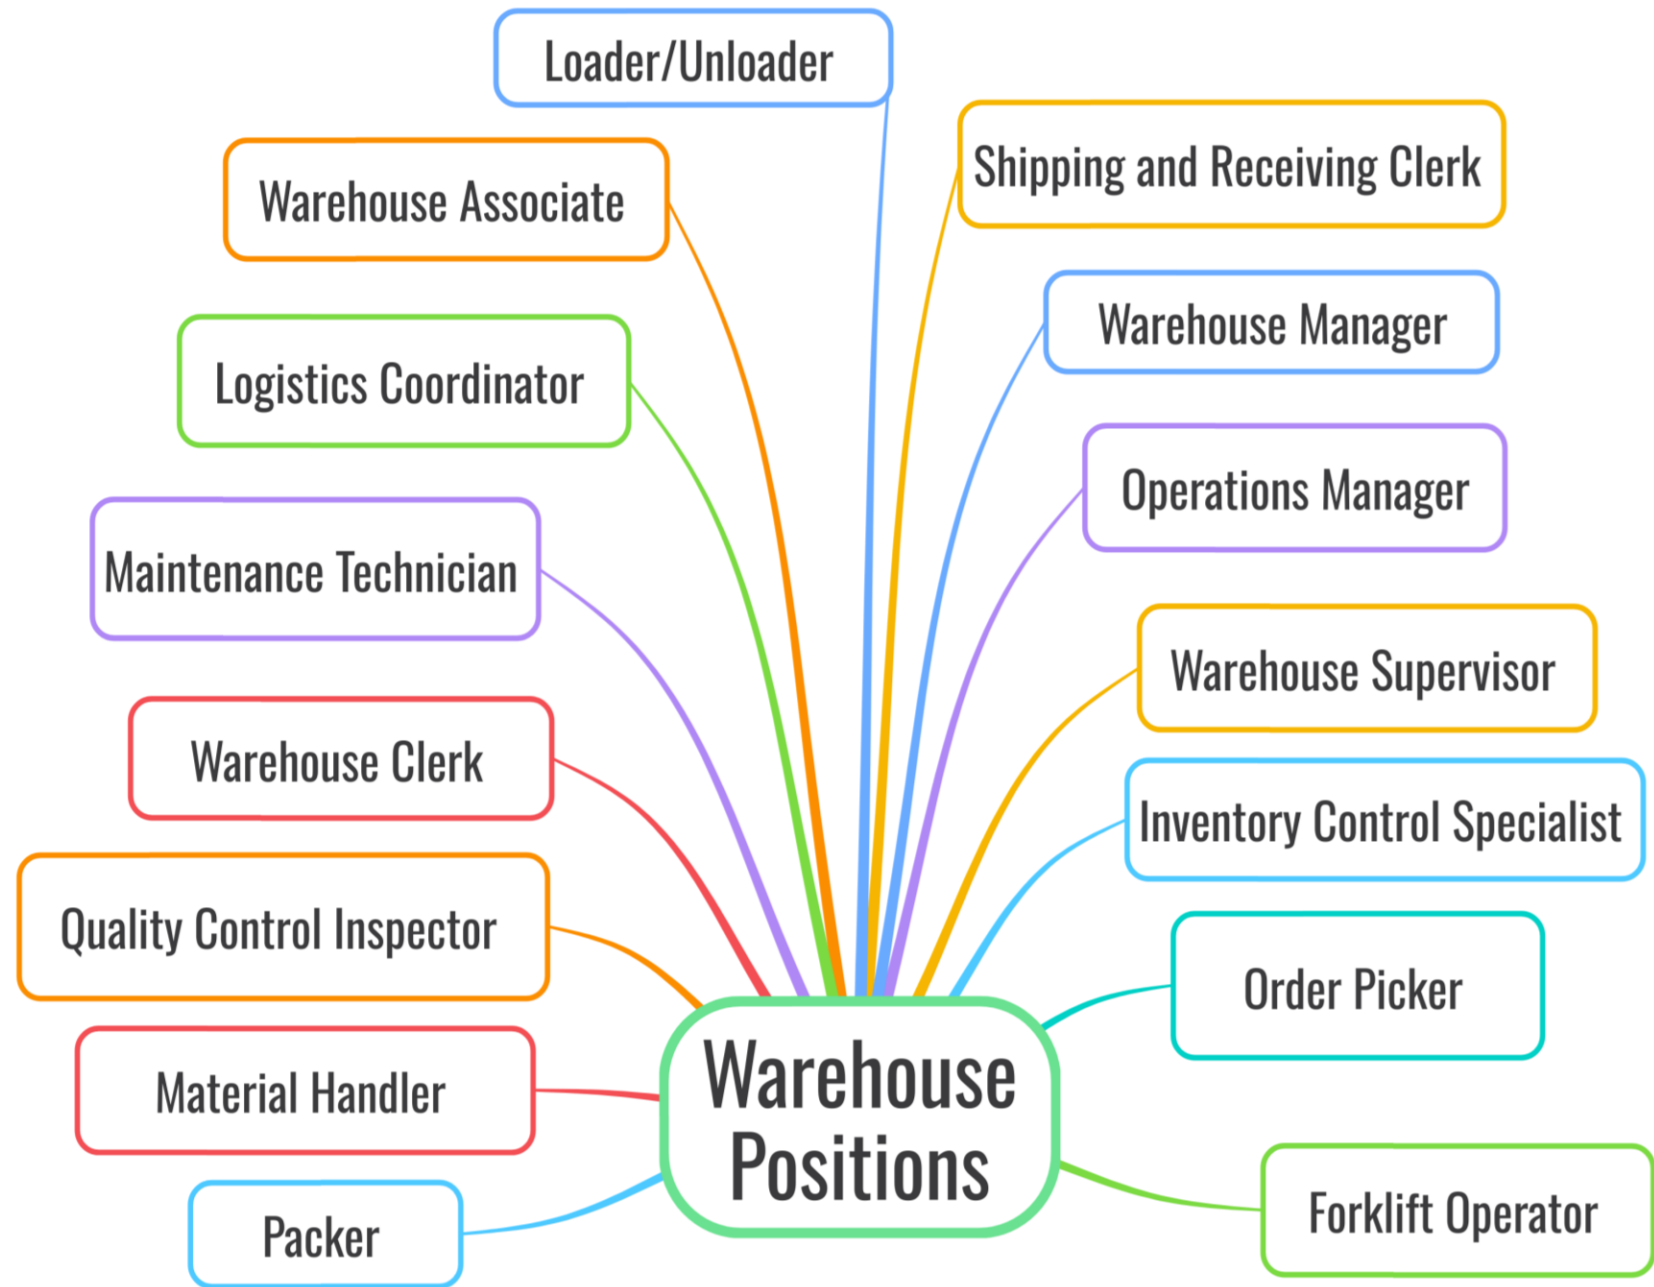 Loader/Unloader
Shipping and Receiving Clerk
Warehouse Associate
Warehouse Manager
Logistics Coordinator
Operations Manager
Maintenance Technician
Warehouse Supervisor
Warehouse Clerk
Inventory Control Specialist
Quality Control Inspector
Order Picker
Material Handler
Warehouse
Positions
Packer
Forklift Operator